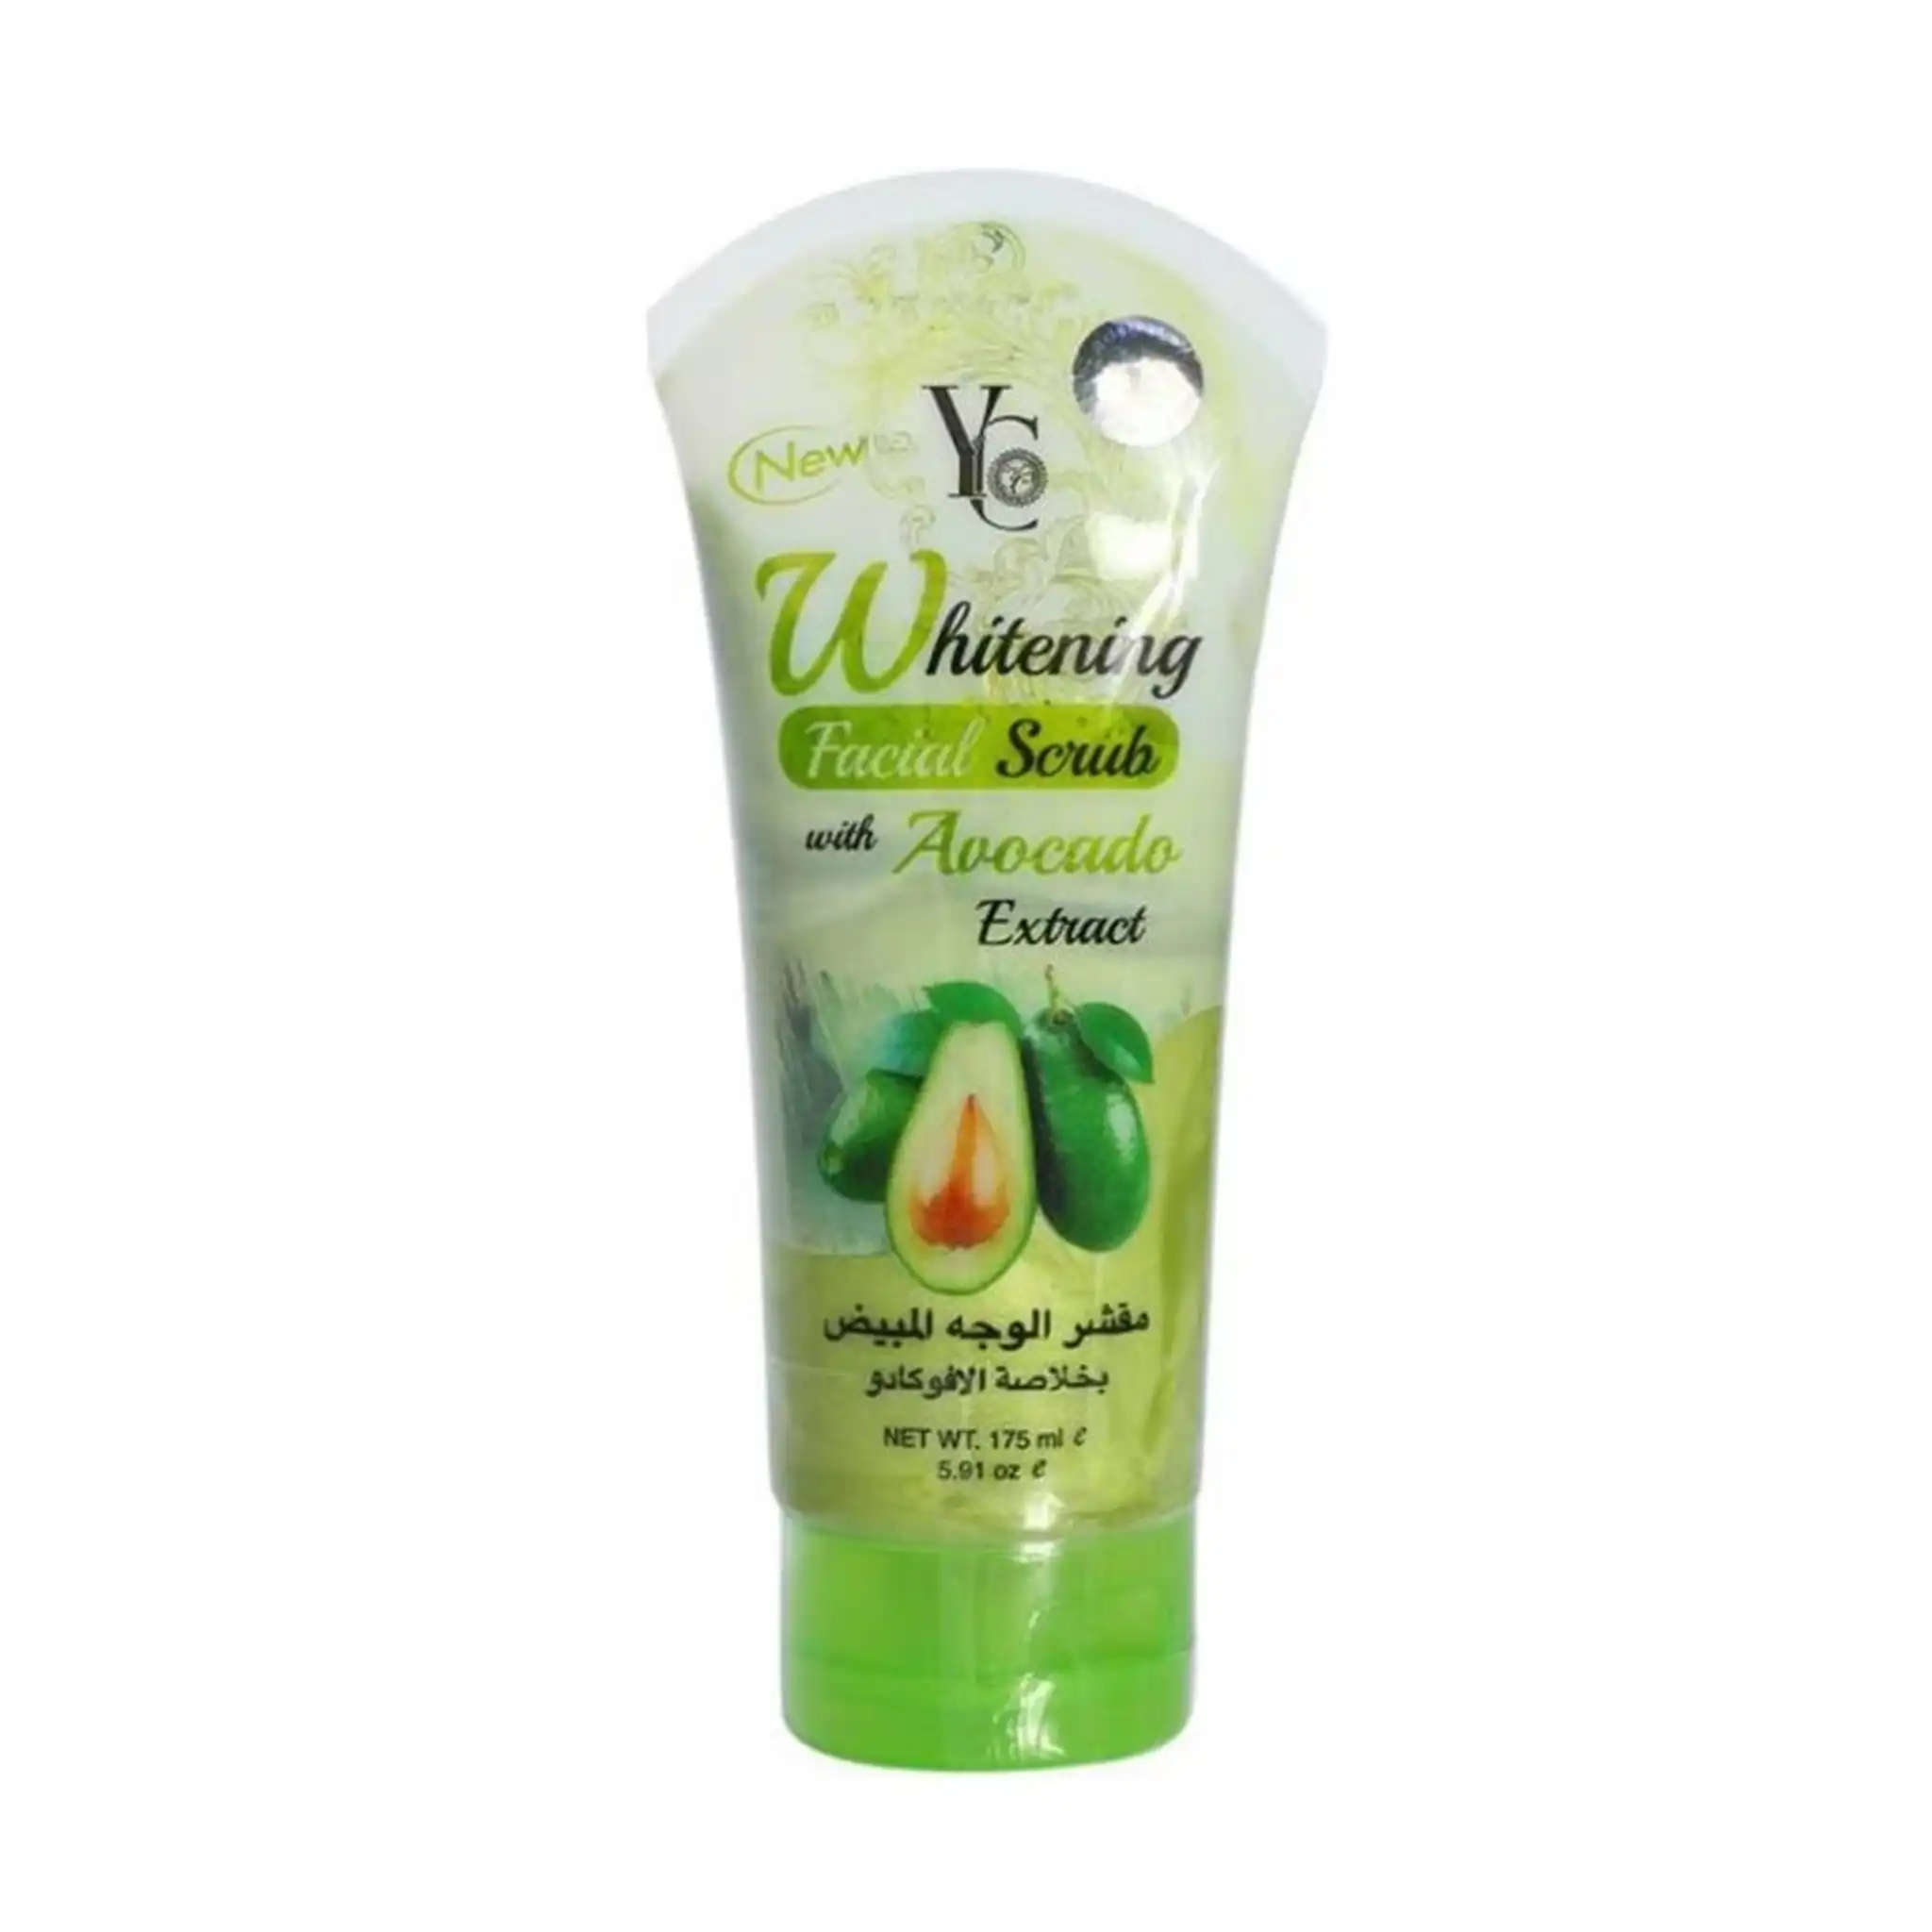 YC
New
Whitening
Facial Scrub
with Avocado
Extract
مقشر الوجه المبيض
بخلاصة الافوكادو
NET WT. 175 ml e
5.91 oz e